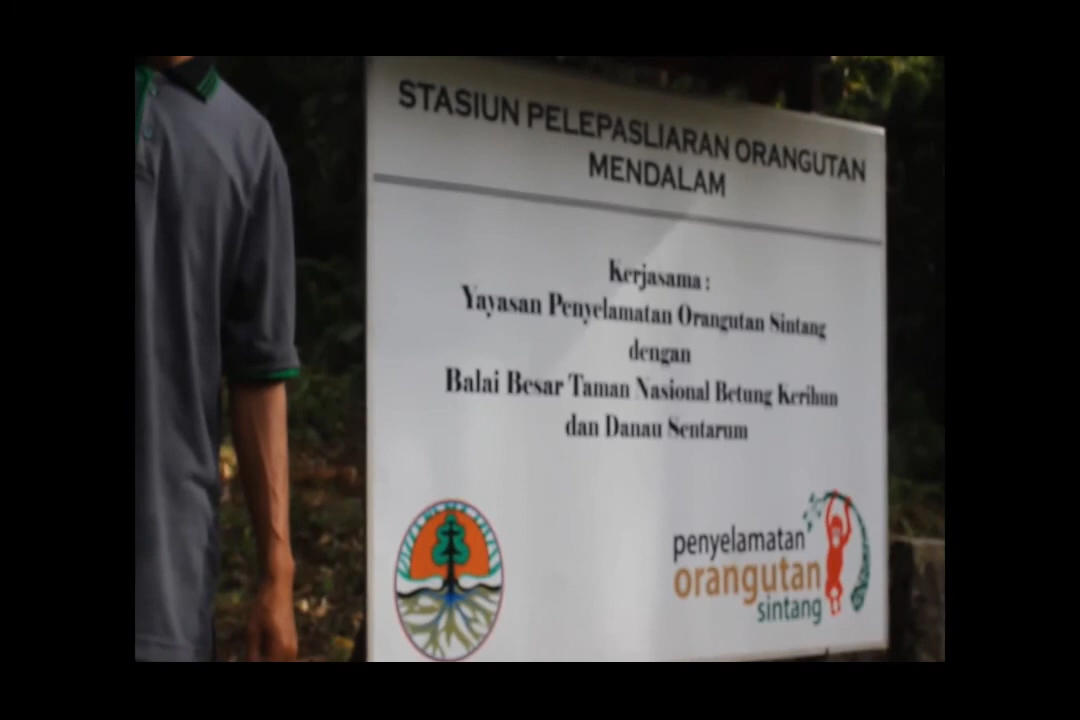 STASIUN PELEPASLIARAN ORANGUTAN
MENDALAM
Kerjasama :
Yayasan Penyelamatan Orangutan Sintang
dengan
Balai Besar Taman Nasional Betung Kerihun
dan Danau Sentarum
penyelamatan
orangutan
sintang